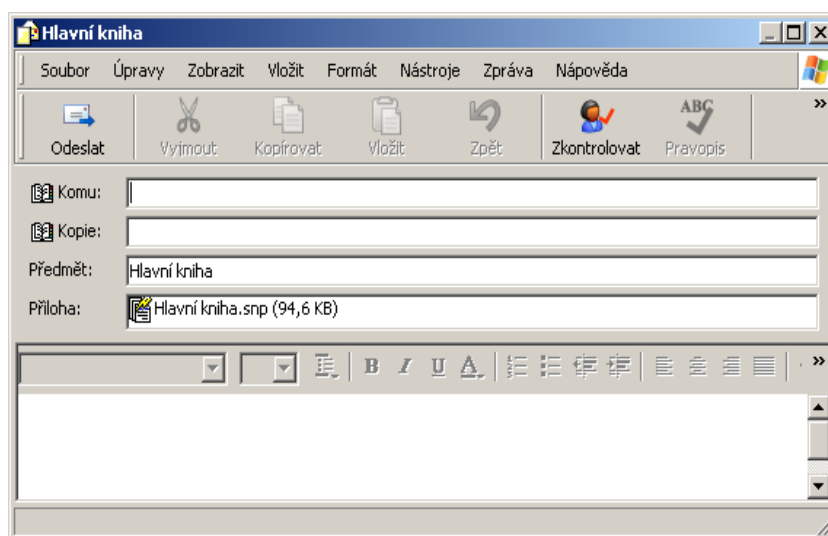 Hlavní kniha
Soubor Úpravy Zobrazit Vložit Formát Nástroje Zpráva Nápověda
Odeslat Vyjmout Kopírovat Vložit Zpět Zkontrolovat ABC Pravopis »
Komu:
Kopie:
Předmět: Hlavní kniha
Příloha: Hlavní kniha.snp (94,6 KB)
B I U A »